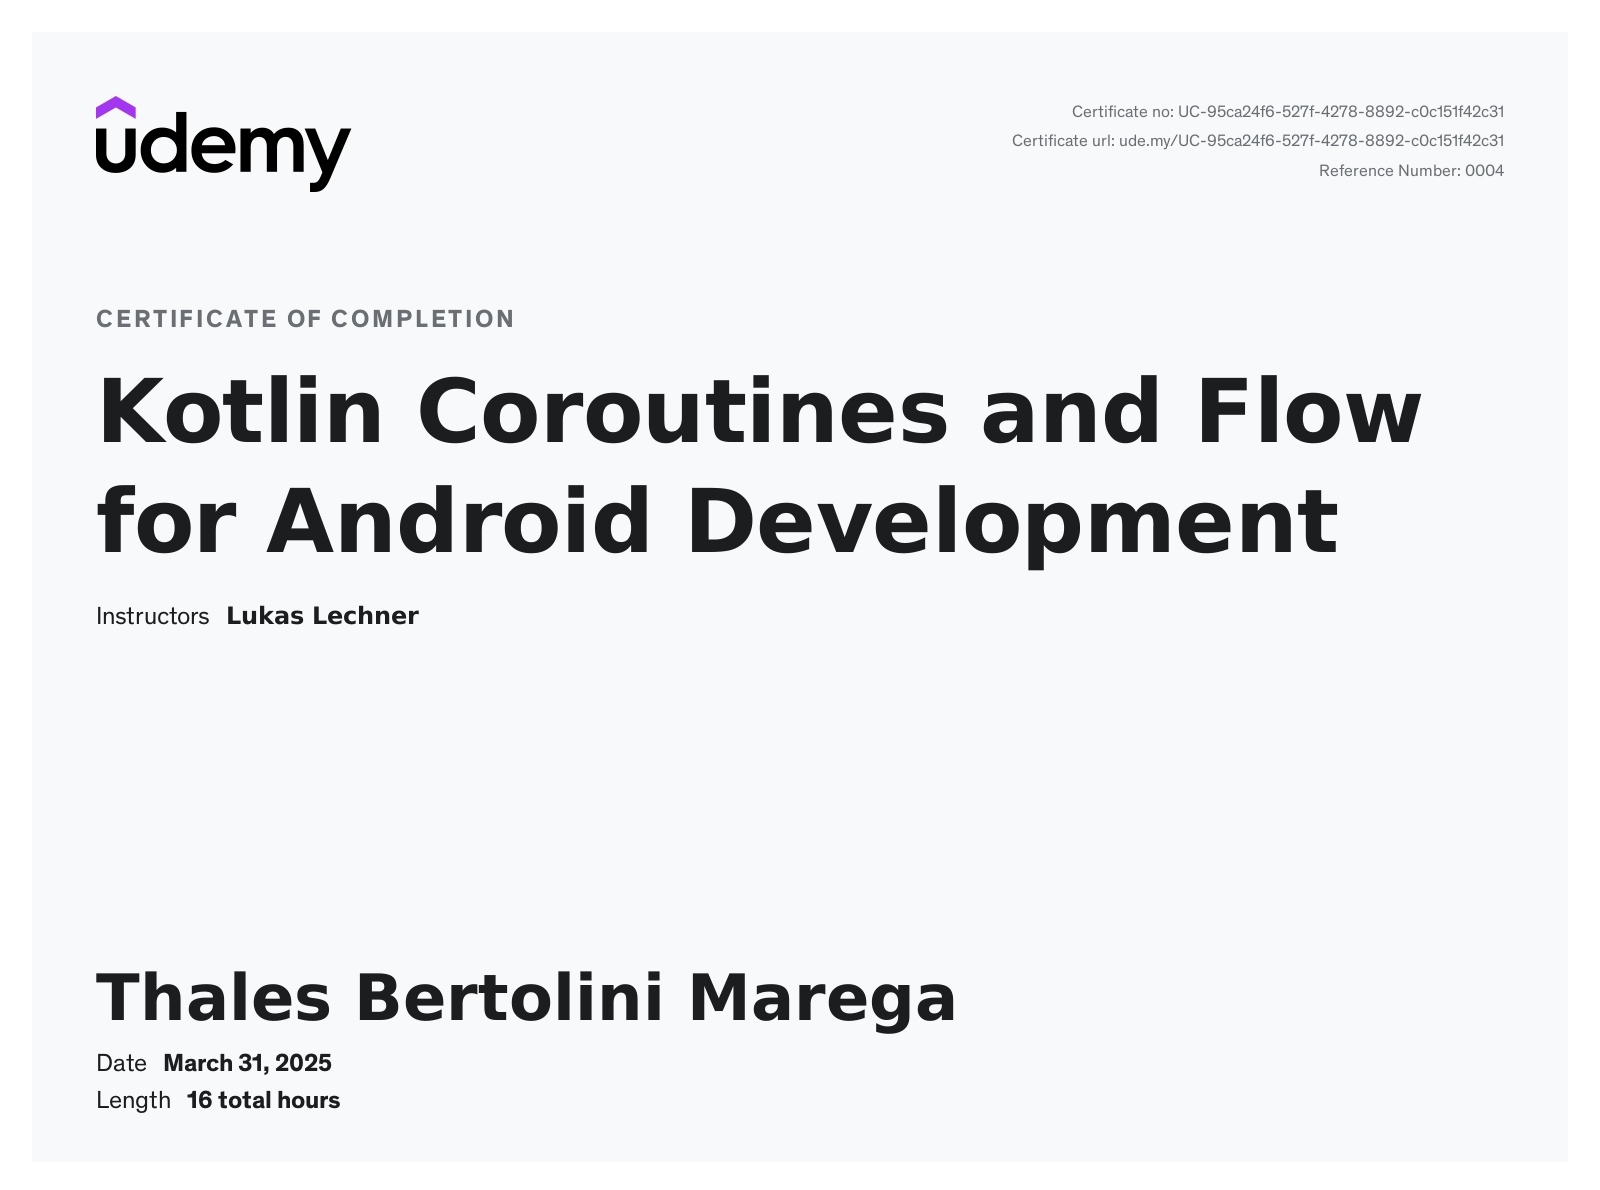 udemy
Certificate no: UC-95ca24f6-527f-4278-8892-c0c151f42c31
Certificate url: ude.my/UC-95ca24f6-527f-4278-8892-c0c151f42c31
Reference Number: 0004
CERTIFICATE OF COMPLETION
Kotlin Coroutines and Flow
for Android Development
Instructors Lukas Lechner
Thales Bertolini Marega
Date March 31, 2025
Length 16 total hours